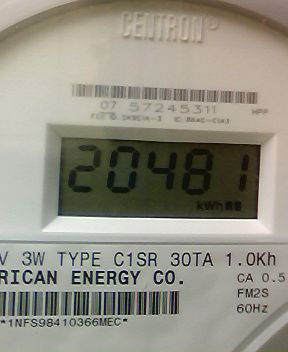 CENTRON®
07 57245311 HPF
20481
kWh
V 3W TYPE C1SR 30TA 1.0Kh
RICAN ENERGY CO. CA 0.5
FM2S
60Hz
*1NFS98410366MEC*